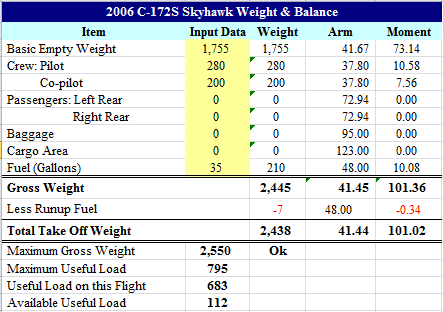 2006 C-172S Skyhawk Weight & Balance
Item Input Data Weight Arm Moment
Basic Empty Weight 1,755 1,755 41.67 73.14
Crew: Pilot 280 280 37.80 10.58
Co-pilot 200 200 37.80 7.56
Passengers: Left Rear 0 0 72.94 0.00
Right Rear 0 0 72.94 0.00
Baggage 0 0 95.00 0.00
Cargo Area 0 0 123.00 0.00
Fuel (Gallons) 35 210 48.00 10.08
Gross Weight 2,445 41.45 101.36
Less Runup Fuel -7 48.00 -0.34
Total Take Off Weight 2,438 41.44 101.02
Maximum Gross Weight 2,550 Ok
Maximum Useful Load 795
Useful Load on this Flight 683
Available Useful Load 112